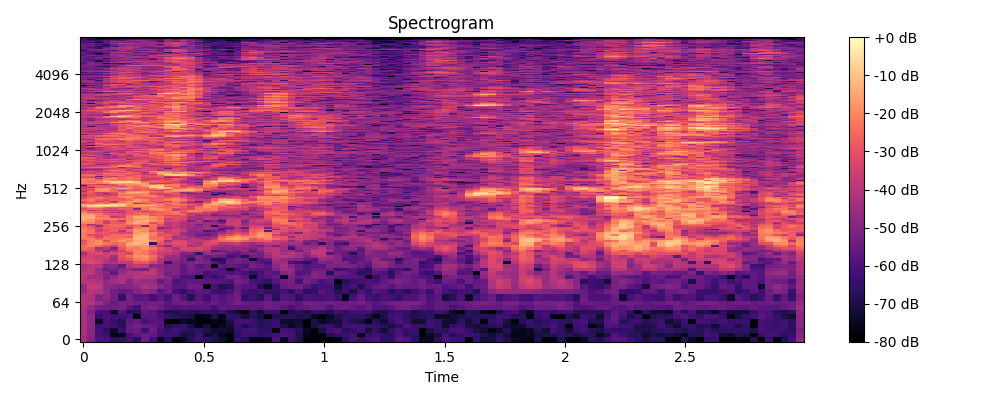 Spectrogram
Hz
4096
2048
1024
512
256
128
64
0
0
0.5
1
1.5
2
2.5
Time
+0 dB
-10 dB
-20 dB
-30 dB
-40 dB
-50 dB
-60 dB
-70 dB
-80 dB